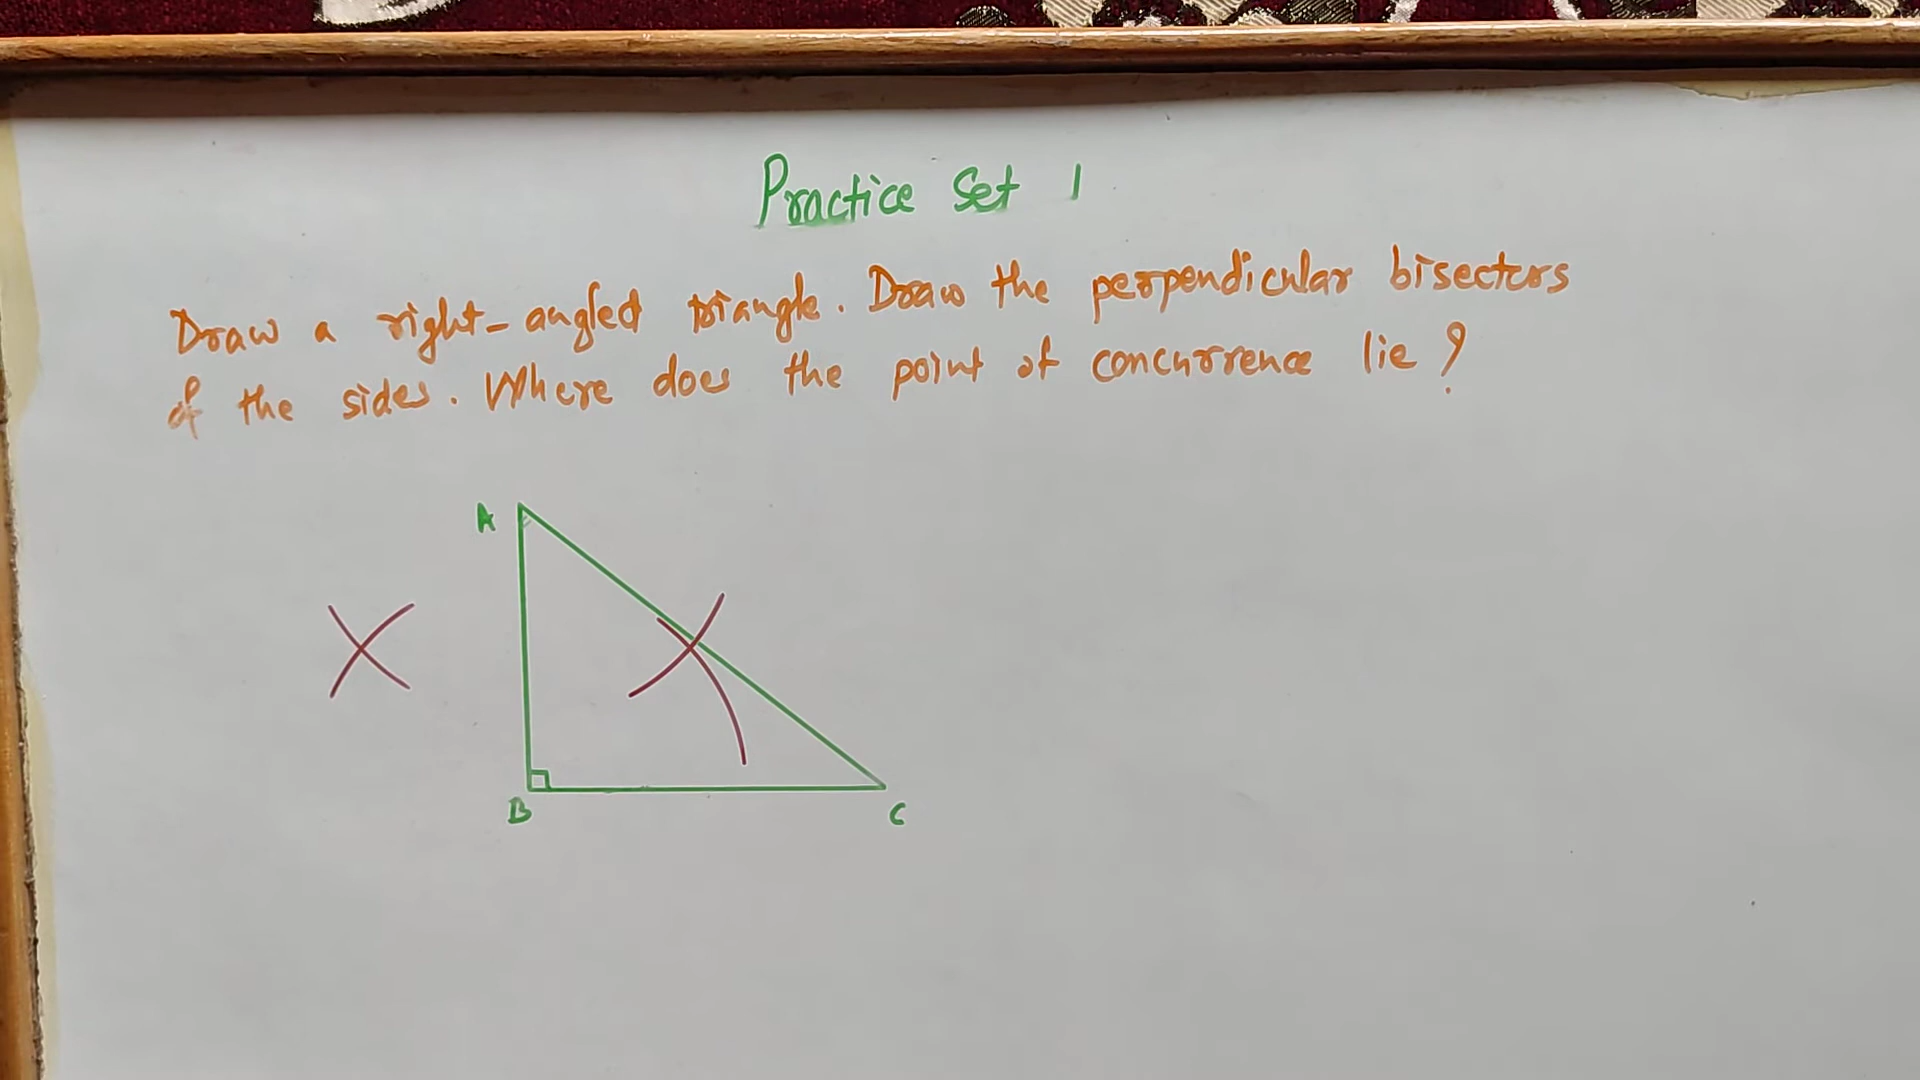 Practice Set 1
Draw a right-angled triangle. Draw the perpendicular bisectors
of the sides. Where does the point of concurrence lie ?
A
B
C